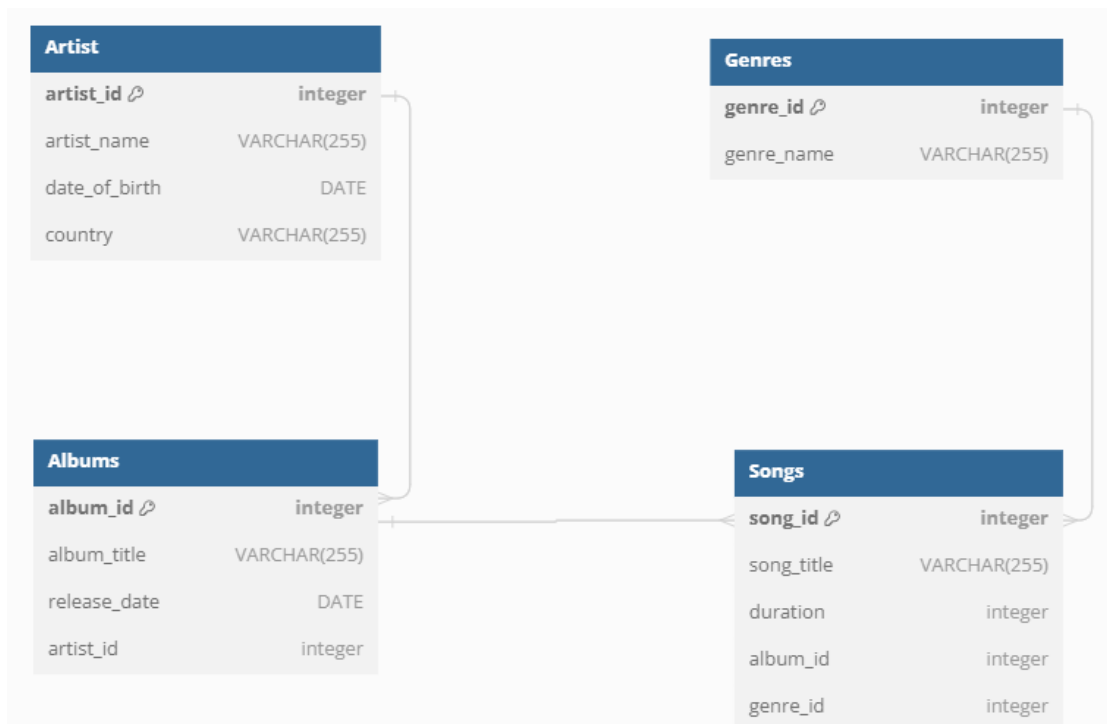 Artist
artist_id integer
artist_name VARCHAR(255)
date_of_birth DATE
country VARCHAR(255)
Genres
genre_id integer
genre_name VARCHAR(255)
Albums
album_id integer
album_title VARCHAR(255)
release_date DATE
artist_id integer
Songs
song_id integer
song_title VARCHAR(255)
duration integer
album_id integer
genre_id integer